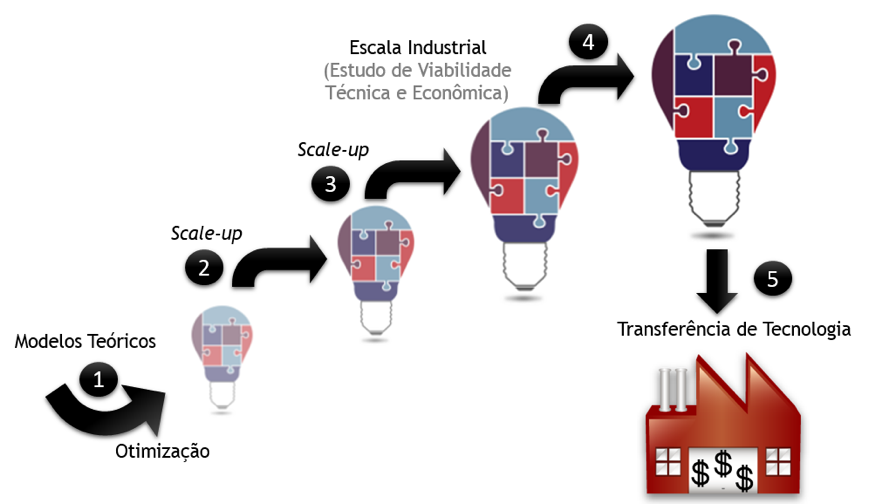 Modelos Teóricos
1
Otimização
Scale-up
2
Scale-up
3
Escala Industrial
(Estudo de Viabilidade
Técnica e Econômica)
4
5
Transferência de Tecnologia
$ $ $